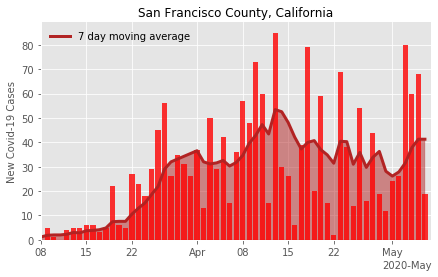 San Francisco County, California
7 day moving average
New Covid-19 Cases
80
70
60
50
40
30
20
10
0
08 15 22 Apr 08 15 22 May
2020-May